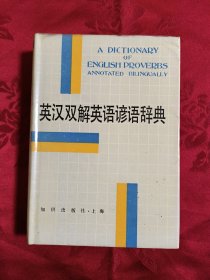 A DICTIONARY
OF
ENGLISH PROVERBS
ANNOTATED BILINGUALLY
英汉双解英语谚语辞典
知识出版社·上海